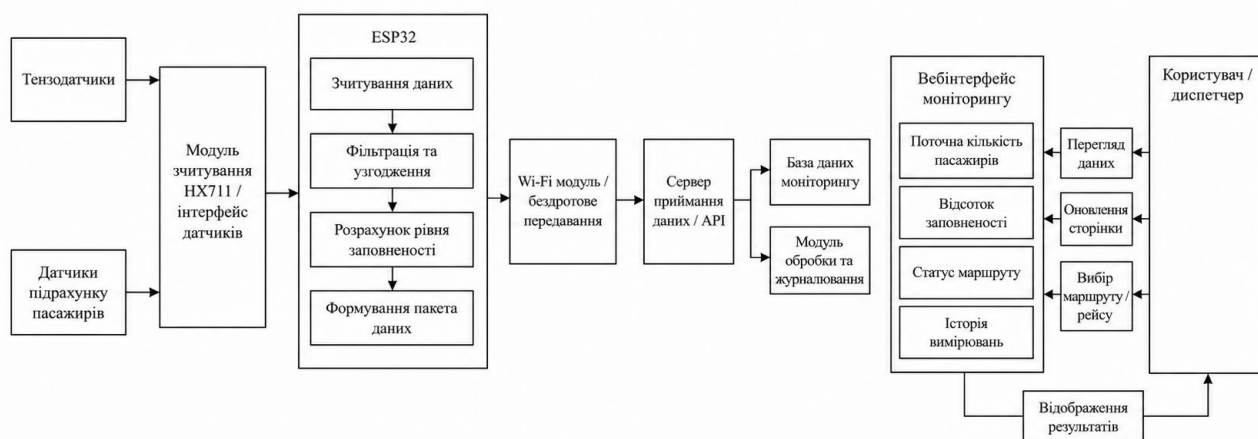 Тензодатчики
Датчики
підрахунку
пасажирів
Модуль
зчитування
HX711 /
інтерфейс
датчиків
ESP32
Зчитування даних
Фільтрація та
узгодження
Розрахунок рівня
заповненості
Формування пакета
даних
Wi-Fi модуль /
бездротове
передавання
Сервер
приймання
даних / API
База даних
моніторингу
Модуль
обробки та
журналювання
Вебінтерфейс
моніторингу
Поточна кількість
пасажирів
Відсоток
заповненості
Статус маршруту
Історія
вимірювань
Перегляд
даних
Оновлення
сторінки
Вибір
маршруту /
рейсу
Користувач /
диспетчер
Відображення
результатів